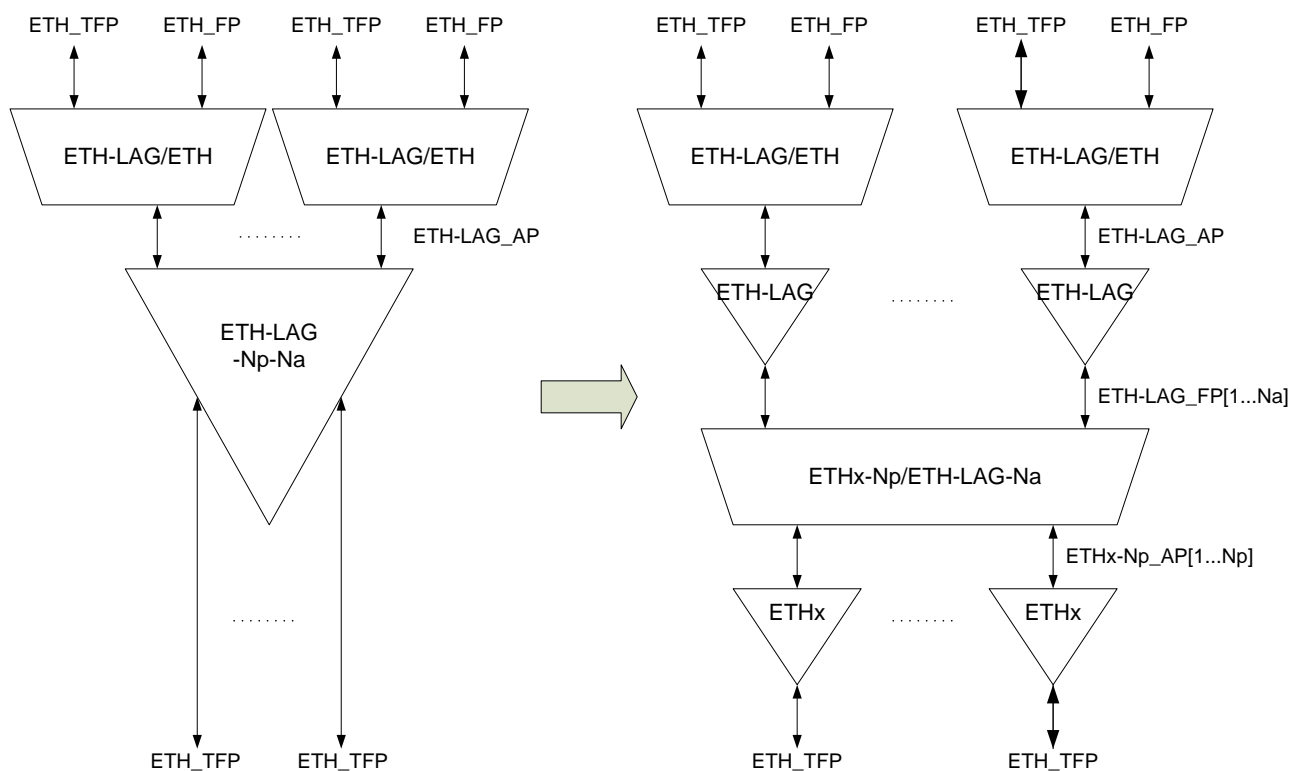 ETH_TFP ETH_FP ETH_TFP ETH_FP ETH_TFP ETH_FP ETH_TFP ETH_FP
ETH-LAG/ETH ETH-LAG/ETH ETH-LAG/ETH ETH-LAG/ETH
........ ETH-LAG_AP ETH-LAG_AP
ETH-LAG ........ ETH-LAG
ETH-LAG
-Np-Na
ETH-LAG_FP[1...Na]
ETHx-Np/ETH-LAG-Na
ETHx-Np_AP[1...Np]
........ ETHx ........ ETHx
ETH_TFP ETH_TFP ETH_TFP ETH_TFP